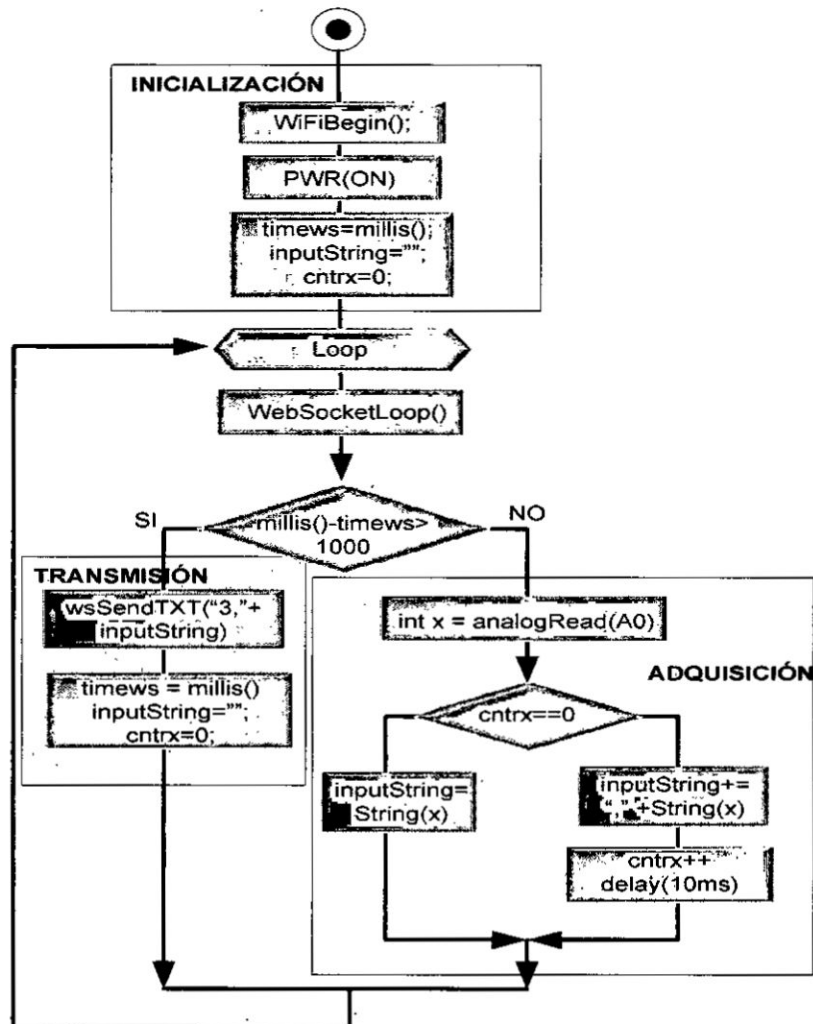 INICIALIZACIÓN
WiFiBegin();
PWR(ON)
timews=millis();
inputString="";
cntrx=0;
Loop
WebSocketLoop()
millis()-timews>
1000
SI
NO
TRANSMISIÓN
wsSendTXT("3,"+
inputString)
timews = millis()
inputString="";
cntrx=0;
int x = analogRead(A0)
ADQUISICIÓN
cntrx==0
inputString=
String(x)
inputString+=
","+String(x)
cntrx++
delay(10ms)